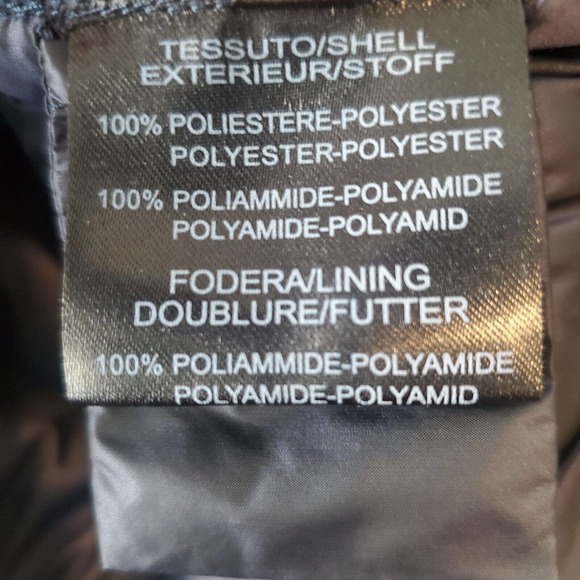 TESSUTO/SHELL
EXTERIEUR/STOFF
100% POLIESTERE-POLYESTER
POLYESTER-POLYESTER
100% POLIAMMIDE-POLYAMIDE
POLYAMIDE-POLYAMID
FODERA/LINING
DOUBLURE/FUTTER
100% POLIAMMIDE-POLYAMIDE
POLYAMIDE-POLYAMID